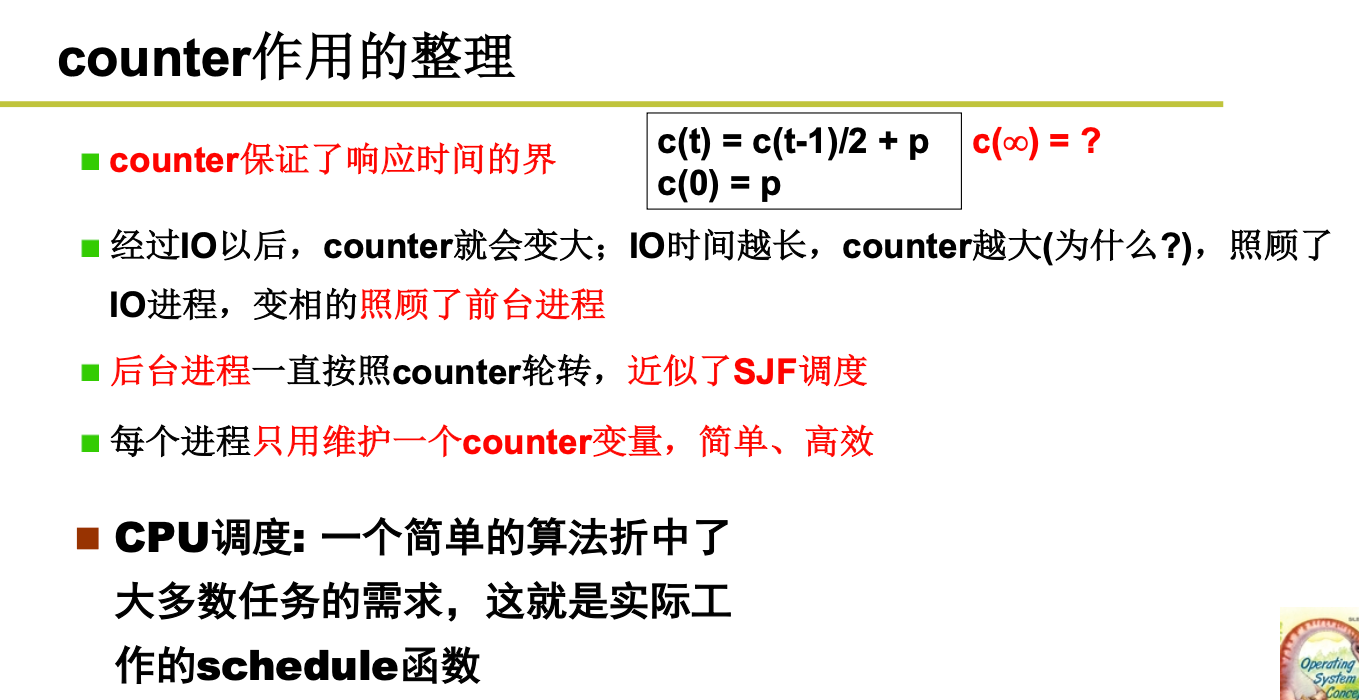 counter作用的整理
counter保证了响应时间的界
c(t) = c(t-1)/2 + p
c(0) = p
c(∞) = ?
经过IO以后，counter就会变大；IO时间越长，counter越大(为什么?)，照顾了
IO进程，变相的照顾了前台进程
后台进程一直按照counter轮转，近似了SJF调度
每个进程只用维护一个counter变量，简单、高效
CPU调度: 一个简单的算法折中了
大多数任务的需求，这就是实际工
作的schedule函数
Operating
System